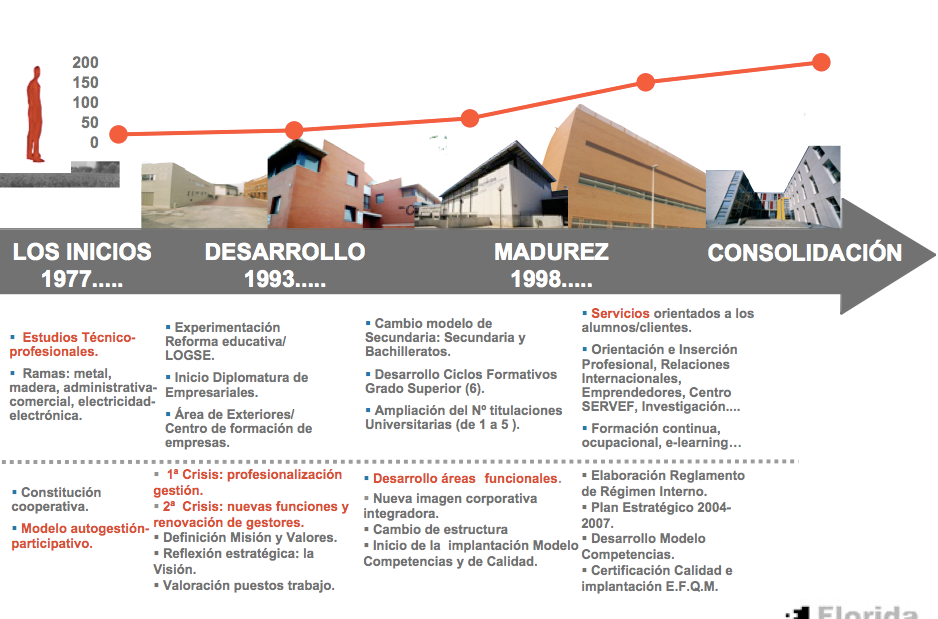 200
150
100
50
0
LOS INICIOS
1977.....
DESARROLLO
1993.....
MADUREZ
1998.....
CONSOLIDACIÓN
▪ Estudios Técnico-
profesionales.
▪ Ramas: metal,
madera, administrativa-
comercial, electricidad-
electrónica.
▪ Experimentación
Reforma educativa/
LOGSE.
▪ Inicio Diplomatura de
Empresariales.
▪ Área de Exteriores/
Centro de formación de
empresas.
▪ Cambio modelo de
Secundaria: Secundaria y
Bachilleratos.
▪ Desarrollo Ciclos Formativos
Grado Superior (6).
▪ Ampliación del Nº titulaciones
Universitarias (de 1 a 5 ).
▪ Servicios orientados a los
alumnos/clientes.
▪ Orientación e Inserción
Profesional, Relaciones
Internacionales,
Emprendedores, Centro
SERVEF, Investigación....
▪ Formación continua,
ocupacional, e-learning…
▪ Constitución
cooperativa.
▪ Modelo autogestión-
participativo.
▪ 1ª Crisis: profesionalización
gestión.
▪ 2ª Crisis: nuevas funciones y
renovación de gestores.
▪ Definición Misión y Valores.
▪ Reflexión estratégica: la
Visión.
▪ Valoración puestos trabajo.
▪ Desarrollo áreas funcionales.
▪ Nueva imagen corporativa
integradora.
▪ Cambio de estructura
▪ Inicio de la implantación Modelo
Competencias y de Calidad.
▪ Elaboración Reglamento
de Régimen Interno.
▪ Plan Estratégico 2004-
2007.
▪ Desarrollo Modelo
Competencias.
▪ Certificación Calidad e
implantación E.F.Q.M.
Florida